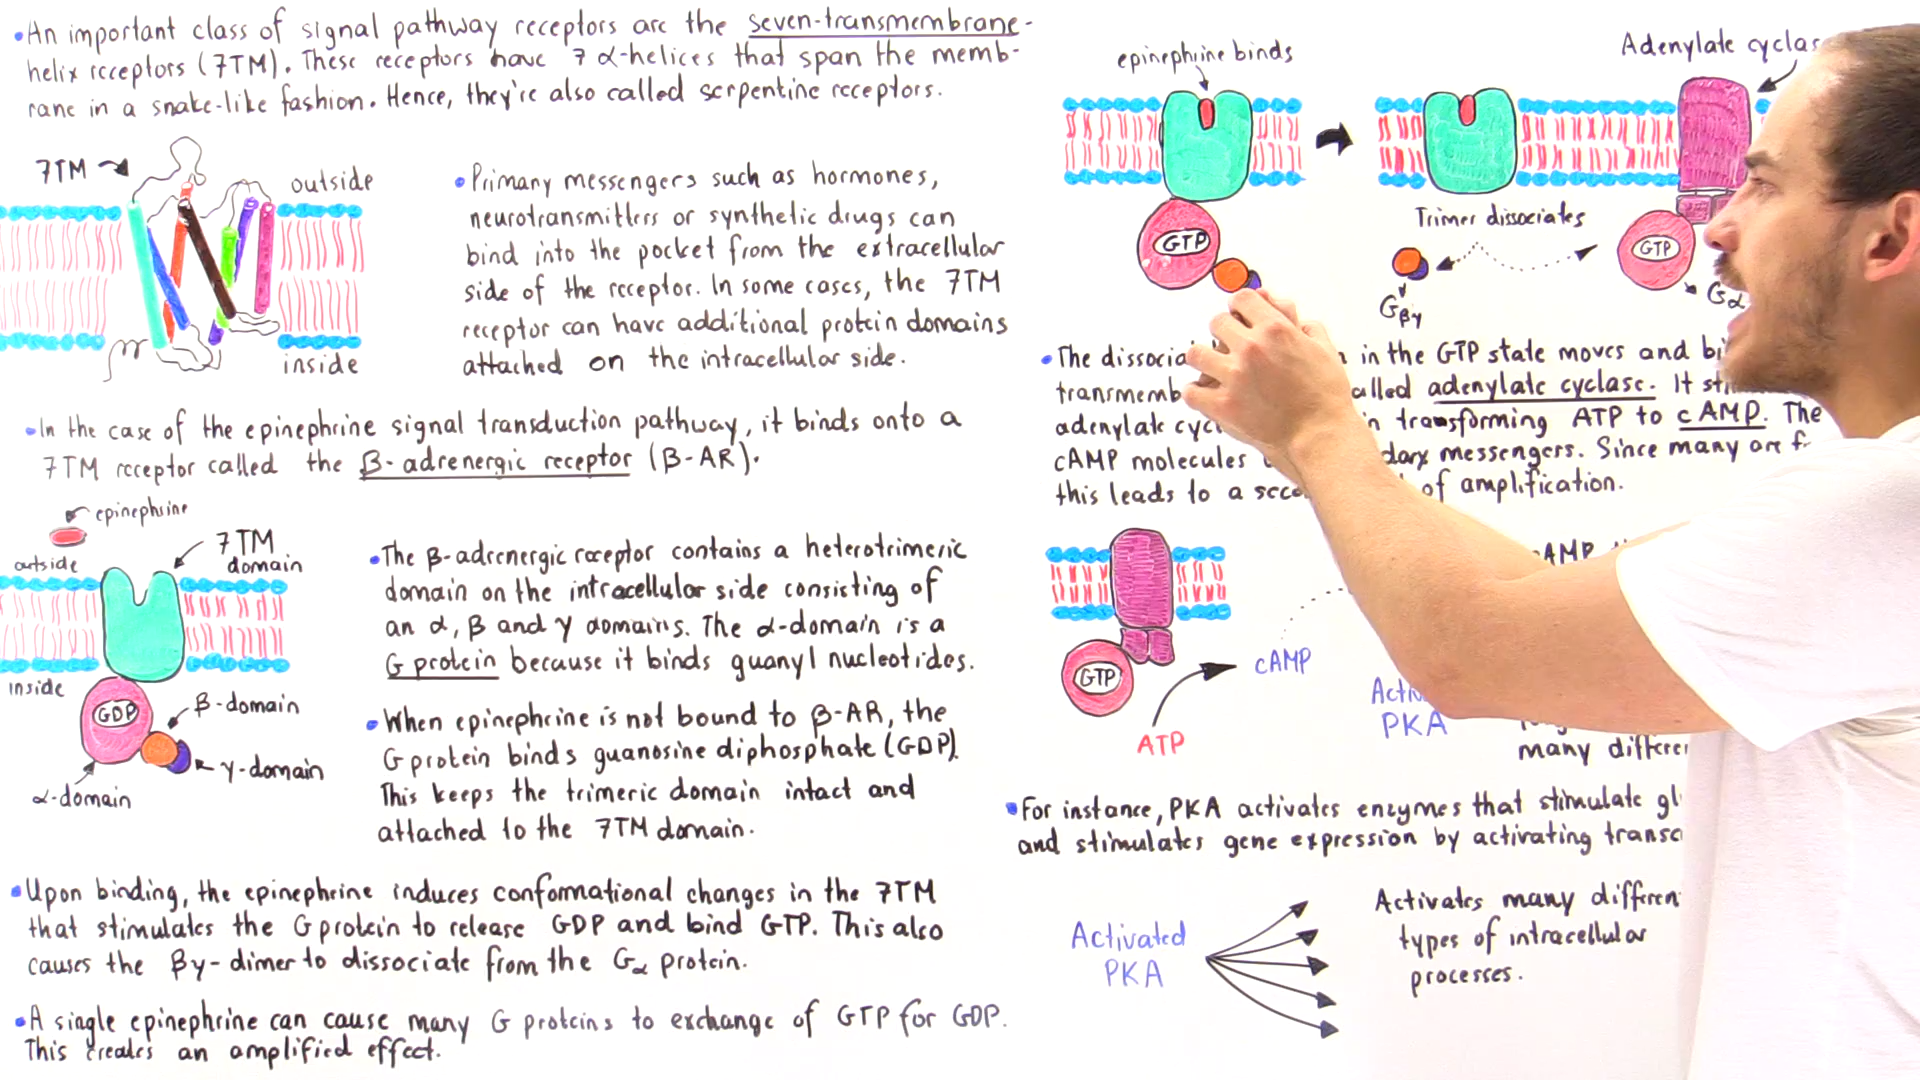 •An important class of signal pathway receptors are the seven-transmembrane-
helix receptors (7TM). These receptors have 7 α-helices that span the memb-
rane in a snake-like fashion. Hence, they're also called serpentine receptors.
7TM
outside
inside
•Primary messengers such as hormones,
neurotransmitters or synthetic drugs can
bind into the pocket from the extracellular
side of the receptor. In some cases, the 7TM
receptor can have additional protein domains
attached on the intracellular side.
•In the case of the epinephrine signal transduction pathway, it binds onto a
7TM receptor called the β-adrenergic receptor (β-AR).
epinephrine
outside
7TM
domain
inside
GDP
β-domain
γ-domain
α-domain
•The β-adrenergic receptor contains a heterotrimeric
domain on the intracellular side consisting of
an α, β and γ domains. The α-domain is a
G protein because it binds guanyl nucleotides.
•When epinephrine is not bound to β-AR, the
G protein binds guanosine diphosphate (GDP).
This keeps the trimeric domain intact and
attached to the 7TM domain.
•Upon binding, the epinephrine induces conformational changes in the 7TM
that stimulates the G protein to release GDP and bind GTP. This also
causes the βγ-dimer to dissociate from the Gα protein.
•A single epinephrine can cause many G proteins to exchange of GTP for GDP.
This creates an amplified effect.
epinephrine binds
Adenylate cyclas
GTP
Trimer dissociates
GTP
Gβγ
Gα
•The dissocia in the GTP state moves and bi
transmemb alled adenylate cyclase. It st
adenylate cyc n transforming ATP to cAMP. The
cAMP molecules dary messengers. Since many are f
this leads to a seco of amplification.
GTP
ATP
cAMP
AMP
Activ
PKA
many differen
•For instance, PKA activates enzymes that stimulate gl
and stimulates gene expression by activating transc
Activated
PKA
Activates many differen
types of intracellular
processes.